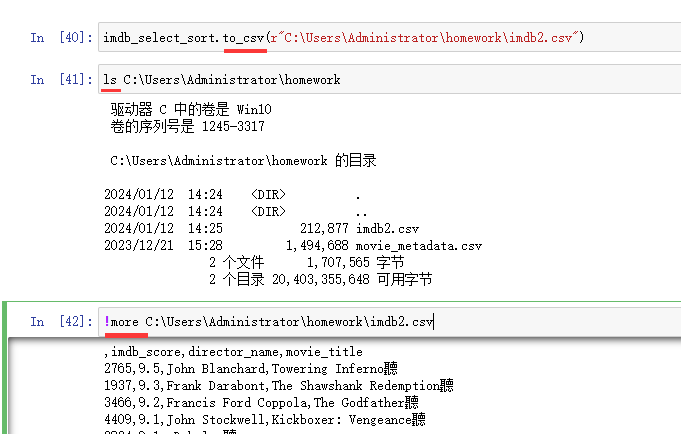 In [40]: imdb_select_sort.to_csv(r"C:\Users\Administrator\homework\imdb2.csv")
In [41]: ls C:\Users\Administrator\homework
驱动器 C 中的卷是 Win10
卷的序列号是 1245-3317
C:\Users\Administrator\homework 的目录
2024/01/12 14:24 <DIR> .
2024/01/12 14:24 <DIR> ..
2024/01/12 14:25 212,877 imdb2.csv
2023/12/21 15:28 1,494,688 movie_metadata.csv
2 个文件 1,707,565 字节
2 个目录 20,403,355,648 可用字节
In [42]: !more C:\Users\Administrator\homework\imdb2.csv
,imdb_score,director_name,movie_title
2765,9.5,John Blanchard,Towering Inferno聽
1937,9.3,Frank Darabont,The Shawshank Redemption聽
3466,9.2,Francis Ford Coppola,The Godfather聽
4409,9.1,John Stockwell,Kickboxer: Vengeance聽